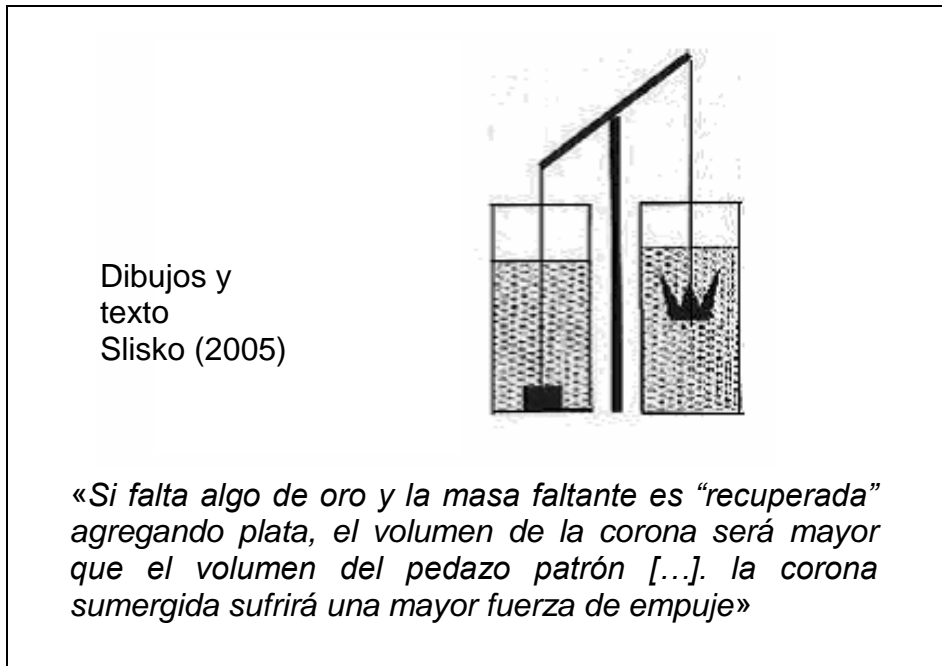 Dibujos y
texto
Slisko (2005)
«Si falta algo de oro y la masa faltante es “recuperada”
agregando plata, el volumen de la corona será mayor
que el volumen del pedazo patrón […]. la corona
sumergida sufrirá una mayor fuerza de empuje»